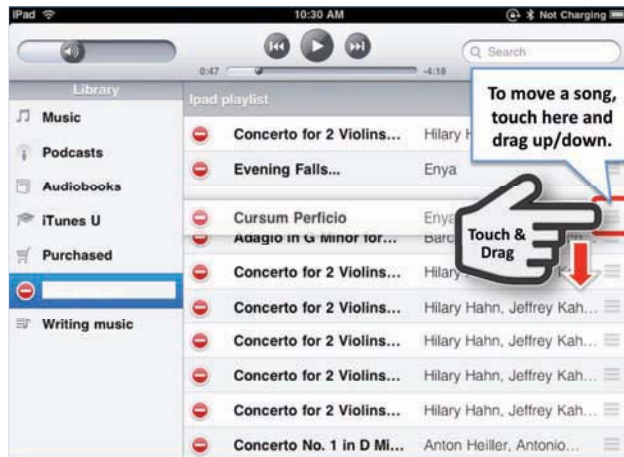 iPad 10:30 AM Not Charging
Search
0:47 -4:18
Library
Music
Podcasts
Audiobooks
iTunes U
Purchased
Writing music
Ipad playlist
Concerto for 2 Violins... Hilary H
Evening Falls... Enya
Cursum Perficio Enya
Adagio in G Minor for...
Concerto for 2 Violins... Hilary
Concerto for 2 Violins... Hilary Hahn, Jeffrey Kah...
Concerto for 2 Violins... Hilary Hahn, Jeffrey Kah...
Concerto for 2 Violins... Hilary Hahn, Jeffrey Kah...
Concerto for 2 Violins... Hilary Hahn, Jeffrey Kah...
Concerto No. 1 in D Mi... Anton Heiller, Antonio...
To move a song,
touch here and
drag up/down.
Touch &
Drag